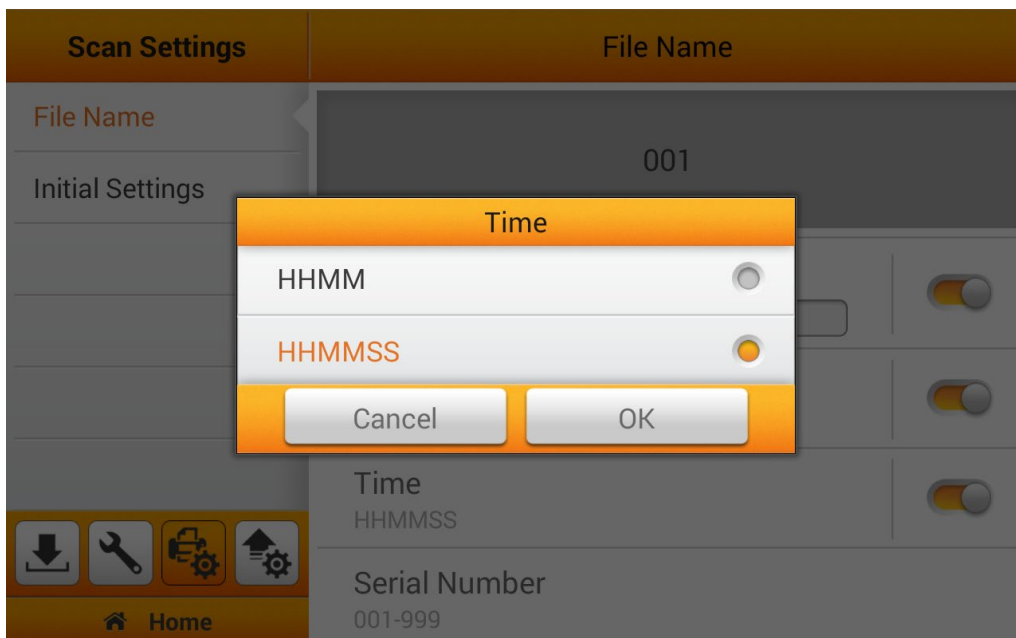 Scan Settings
File Name
File Name
Initial Settings
001
Time
HHMM
HHMMSS
Cancel
OK
Time
HHMMSS
Serial Number
001-999
Home